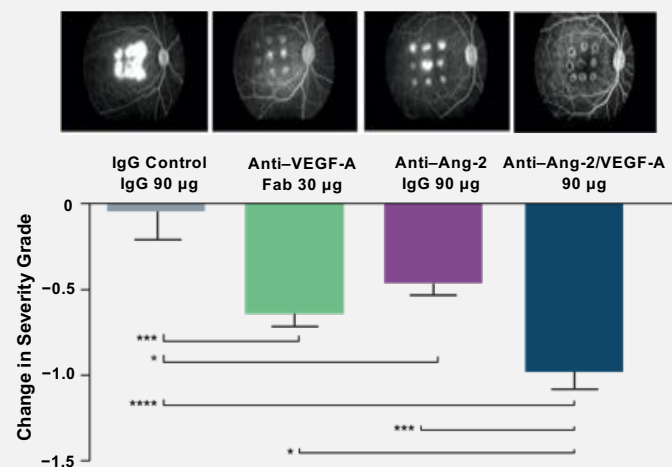 IgG Control
IgG 90 µg
Anti–VEGF-A
Fab 30 µg
Anti–Ang-2
IgG 90 µg
Anti–Ang-2/VEGF-A
90 µg
Change in Severity Grade
0
−0.5
−1.0
−1.5
***
*
****
***
*